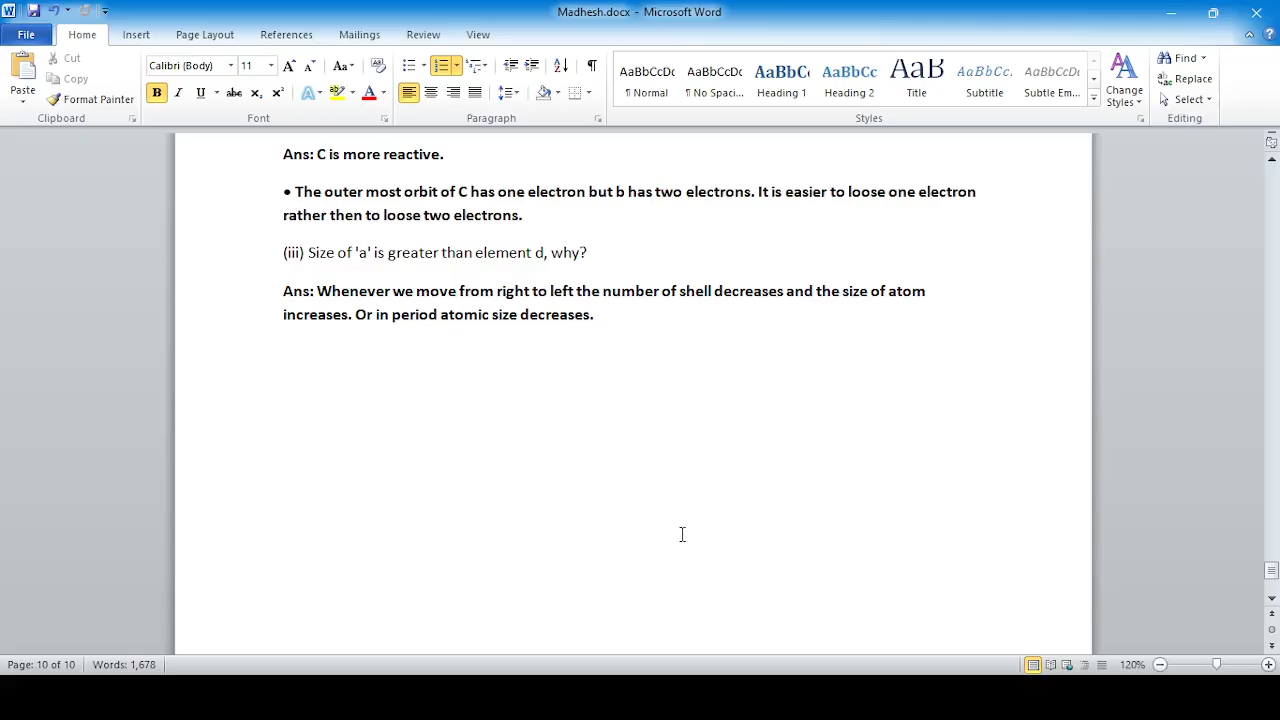 Madhesh.docx - Microsoft Word
File Home Insert Page Layout References Mailings Review View
Paste
Cut
Copy
Format Painter
Clipboard
Calibri (Body) 11
Font
Paragraph
AaBbCcDc AaBbCcDc AaBbC AaBbCc AaB AaBbCc. AaBbCcDc
¶ Normal ¶ No Spaci... Heading 1 Heading 2 Title Subtitle Subtle Em...
Change
Styles
Styles
Find
Replace
Select
Editing
Ans: C is more reactive.
• The outer most orbit of C has one electron but b has two electrons. It is easier to loose one electron
rather then to loose two electrons.
(iii) Size of 'a' is greater than element d, why?
Ans: Whenever we move from right to left the number of shell decreases and the size of atom
increases. Or in period atomic size decreases.
Page: 10 of 10 Words: 1,678 120%